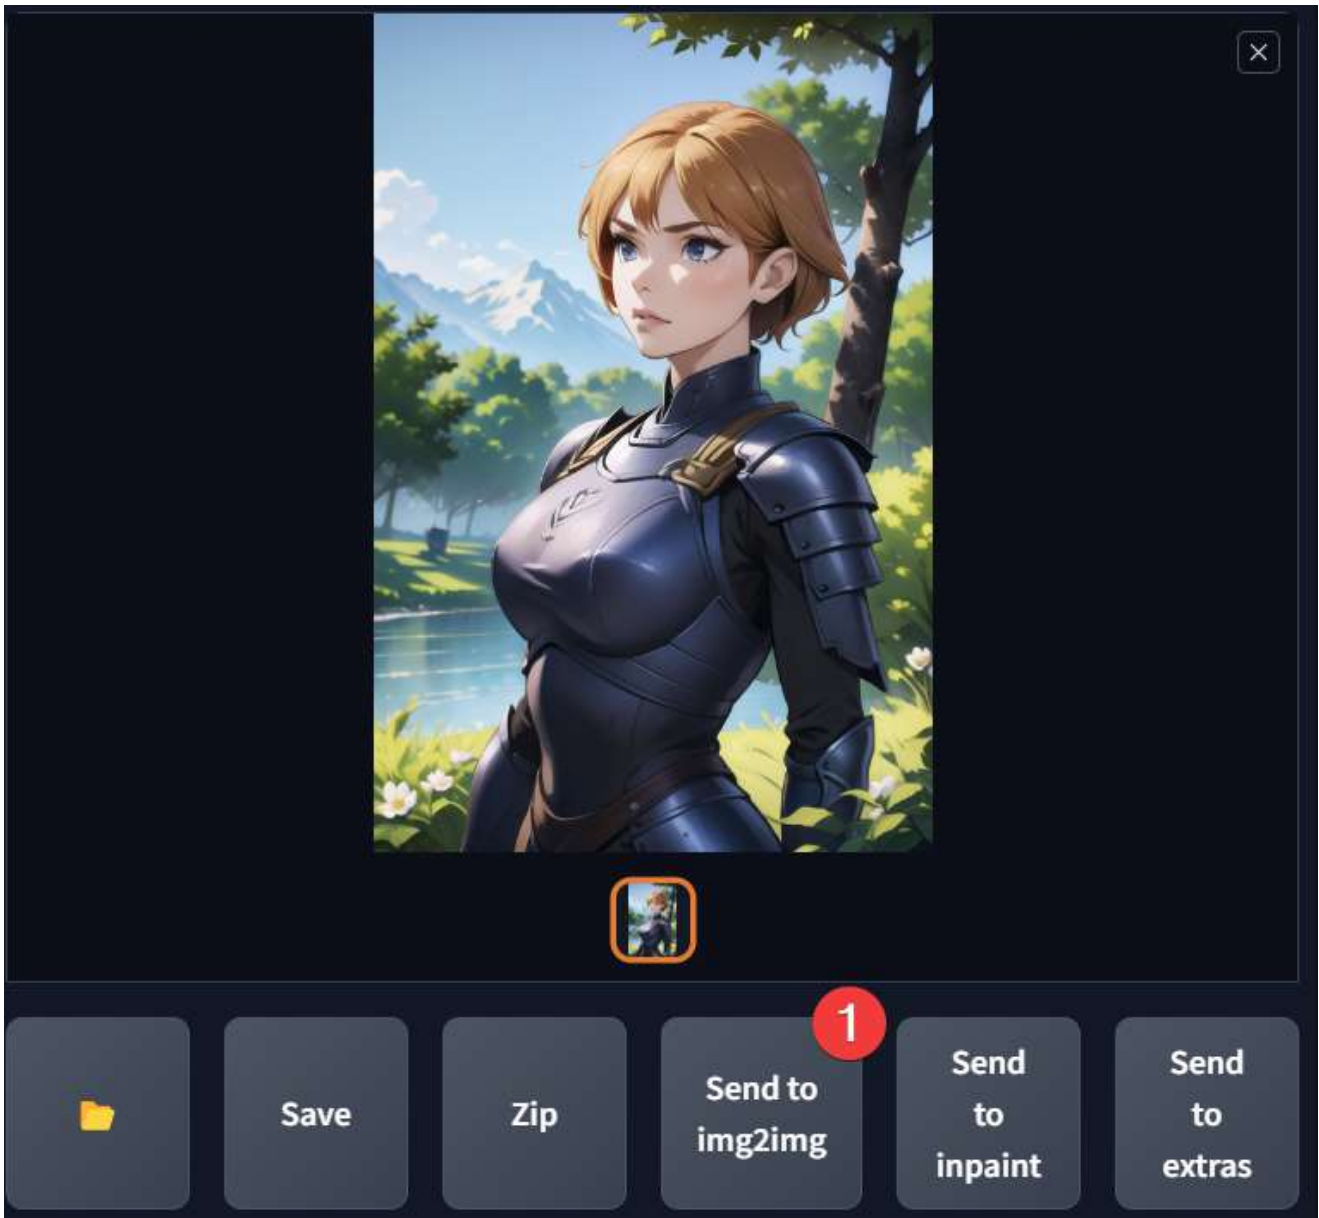 1
Save
Zip
Send to
img2img
Send
to
inpaint
Send
to
extras